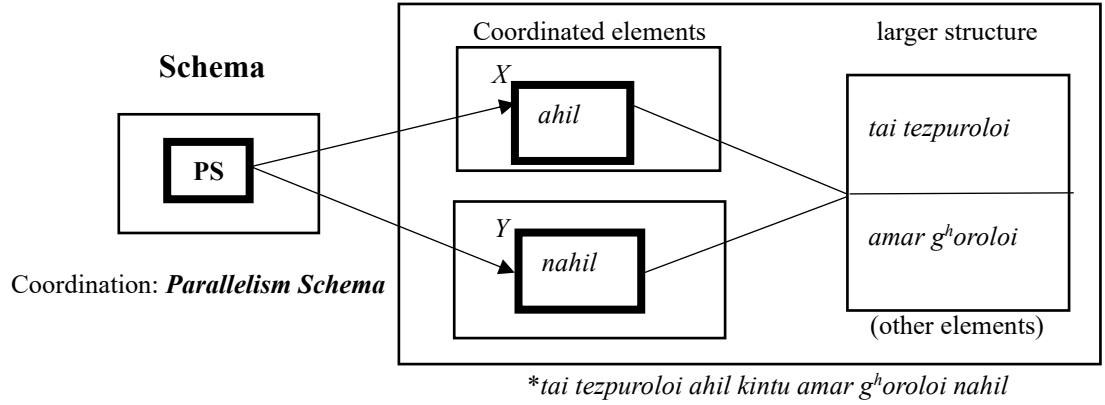 Schema
PS
Coordination: Parallelism Schema
Coordinated elements
X
ahil
Y
nahil
larger structure
tai tezpuroloi
amar gʰoroloi
(other elements)
*tai tezpuroloi ahil kintu amar gʰoroloi nahil